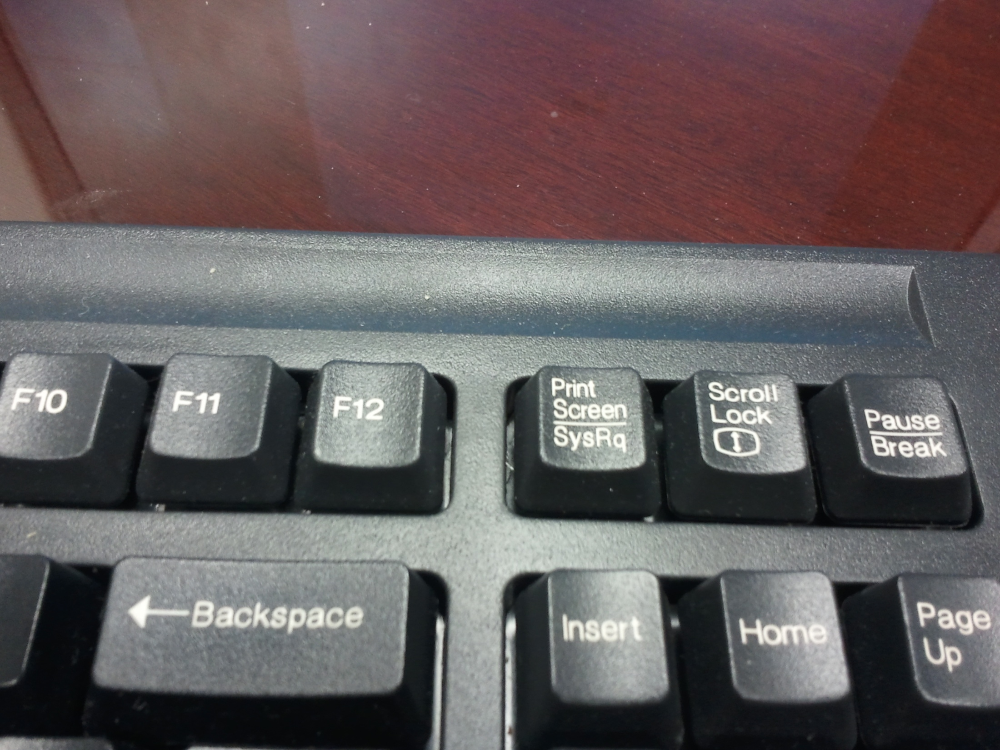 F10
F11
F12
Print
Screen
SysRq
Scroll
Lock
Pause
Break
Backspace
Insert
Home
Page
Up